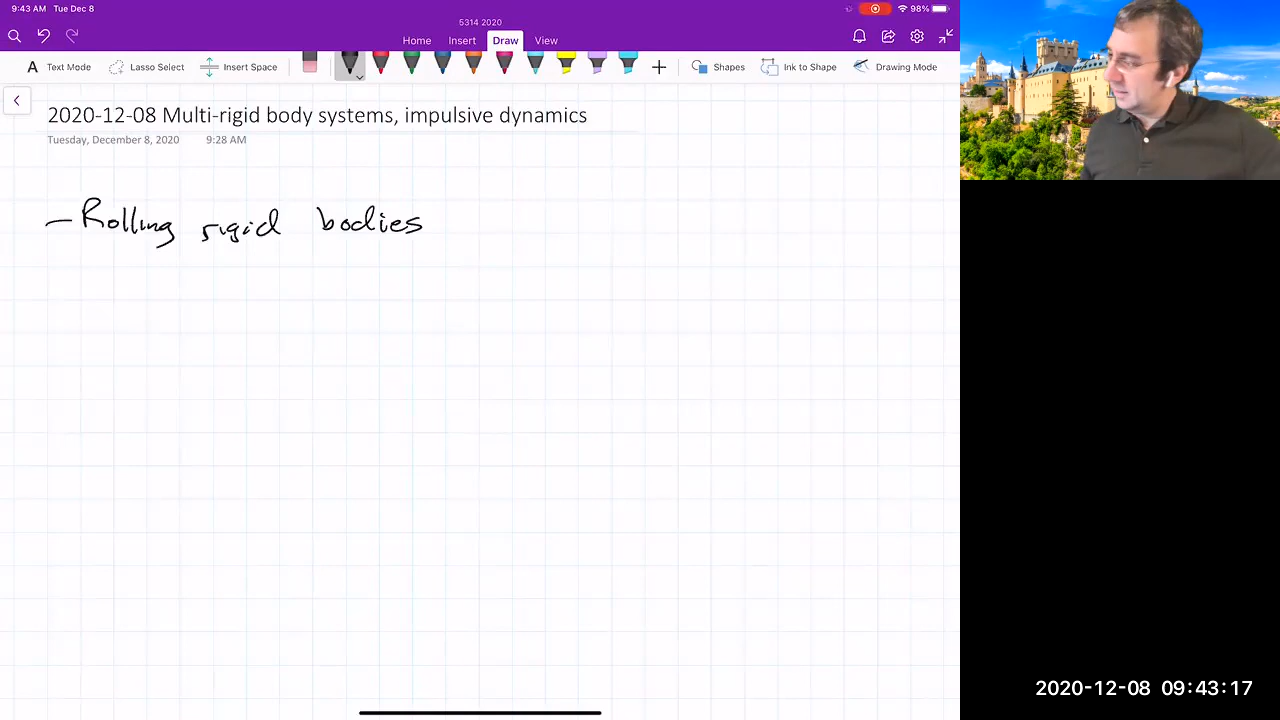 9:43 AM Tue Dec 8
98%
5314 2020
Home Insert Draw View
Text Mode Lasso Select Insert Space Shapes Ink to Shape Drawing Mode
2020-12-08 Multi-rigid body systems, impulsive dynamics
Tuesday, December 8, 2020 9:28 AM
– Rolling rigid bodies
2020-12-08 09:43:17